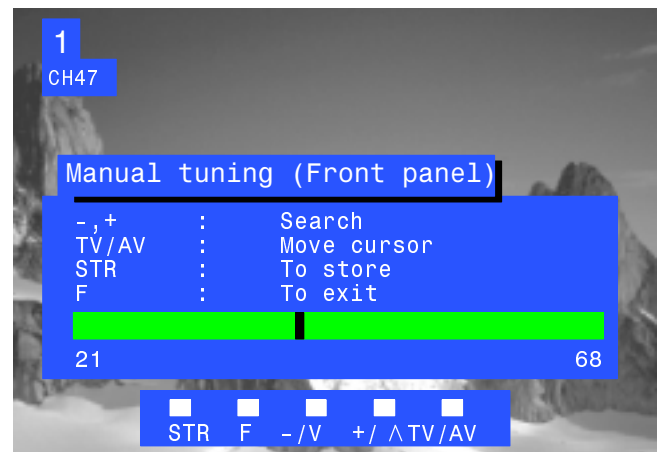 1
CH47
Manual tuning (Front panel)
-,+ : Search
TV/AV : Move cursor
STR : To store
F : To exit
21 68
STR F -/V +/∧ TV/AV